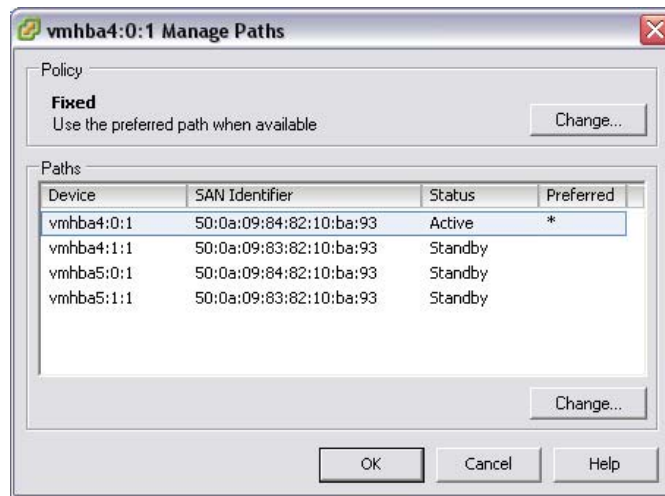 vmhba4:0:1 Manage Paths
Policy
Fixed
Use the preferred path when available
Change...
Paths
Device SAN Identifier Status Preferred
vmhba4:0:1 50:0a:09:84:82:10:ba:93 Active *
vmhba4:1:1 50:0a:09:83:82:10:ba:93 Standby
vmhba5:0:1 50:0a:09:84:82:10:ba:93 Standby
vmhba5:1:1 50:0a:09:83:82:10:ba:93 Standby
Change...
OK Cancel Help